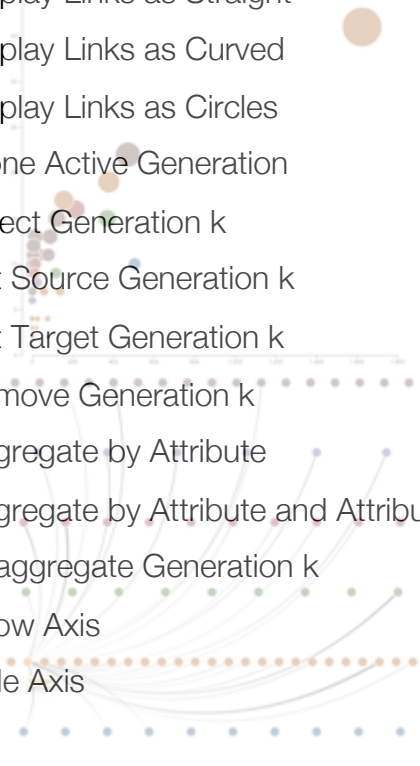 play Links as Straight
play Links as Curved
play Links as Circles
one Active Generation
ect Generation k
t Source Generation k
t Target Generation k
move Generation k
gregate by Attribute
gregate by Attribute and Attribu
aggregate Generation k
ow Axis
le Axis